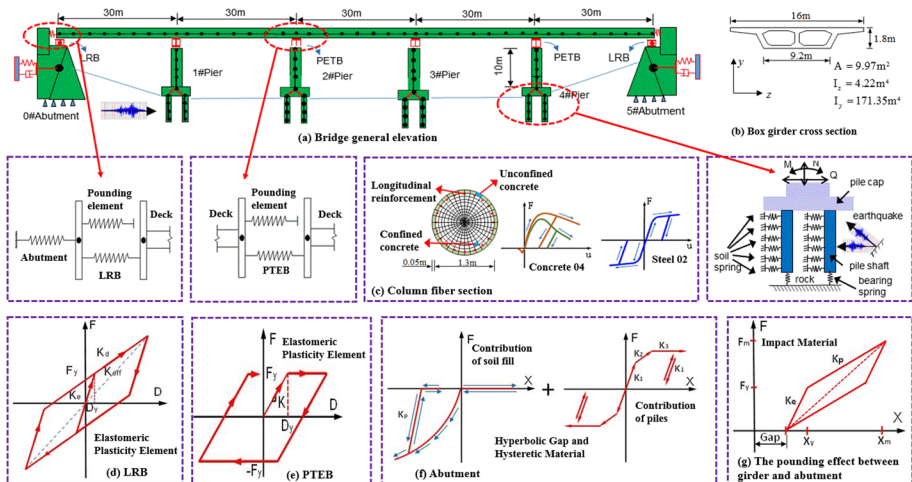 30m 30m 30m 30m 30m
LRB
PETB
PETB
LRB
1#Pier
2#Pier
3#Pier
4#Pier
10m
0#Abutment
5#Abutment
(a) Bridge general elevation
16m
1.8m
9.2m
y
z
A = 9.97m²
I_z = 4.22m⁴
I_y = 171.35m⁴
(b) Box girder cross section
Pounding
element
Deck
Abutment
LRB
Pounding
element
Deck
PTEB
Longitudinal
reinforcement
Unconfined
concrete
Confined
concrete
0.05m
1.3m
F
u
Concrete 04
F
u
Steel 02
(c) Column fiber section
M N
Q
pile cap
earthquake
soil
spring
pile shaft
rock
bearing
spring
F
K_d
F_y
K_eff
K_e
D_y
D
Elastomeric
Plasticity Element
(d) LRB
F
Elastomeric
Plasticity Element
F_y
K
D
D_y
-F_y
(e) PTEB
F
Contribution
of soil fill
X
K_p
+
F
K_2
K_3
K_1
K_3
X
Contribution
of piles
Hyperbolic Gap and
Hysteretic Material
(f) Abutment
F
F_m
Impact Material
K_p
F_y
K_e
Gap
X_y
X_m
X
(g) The pounding effect between
girder and abutment